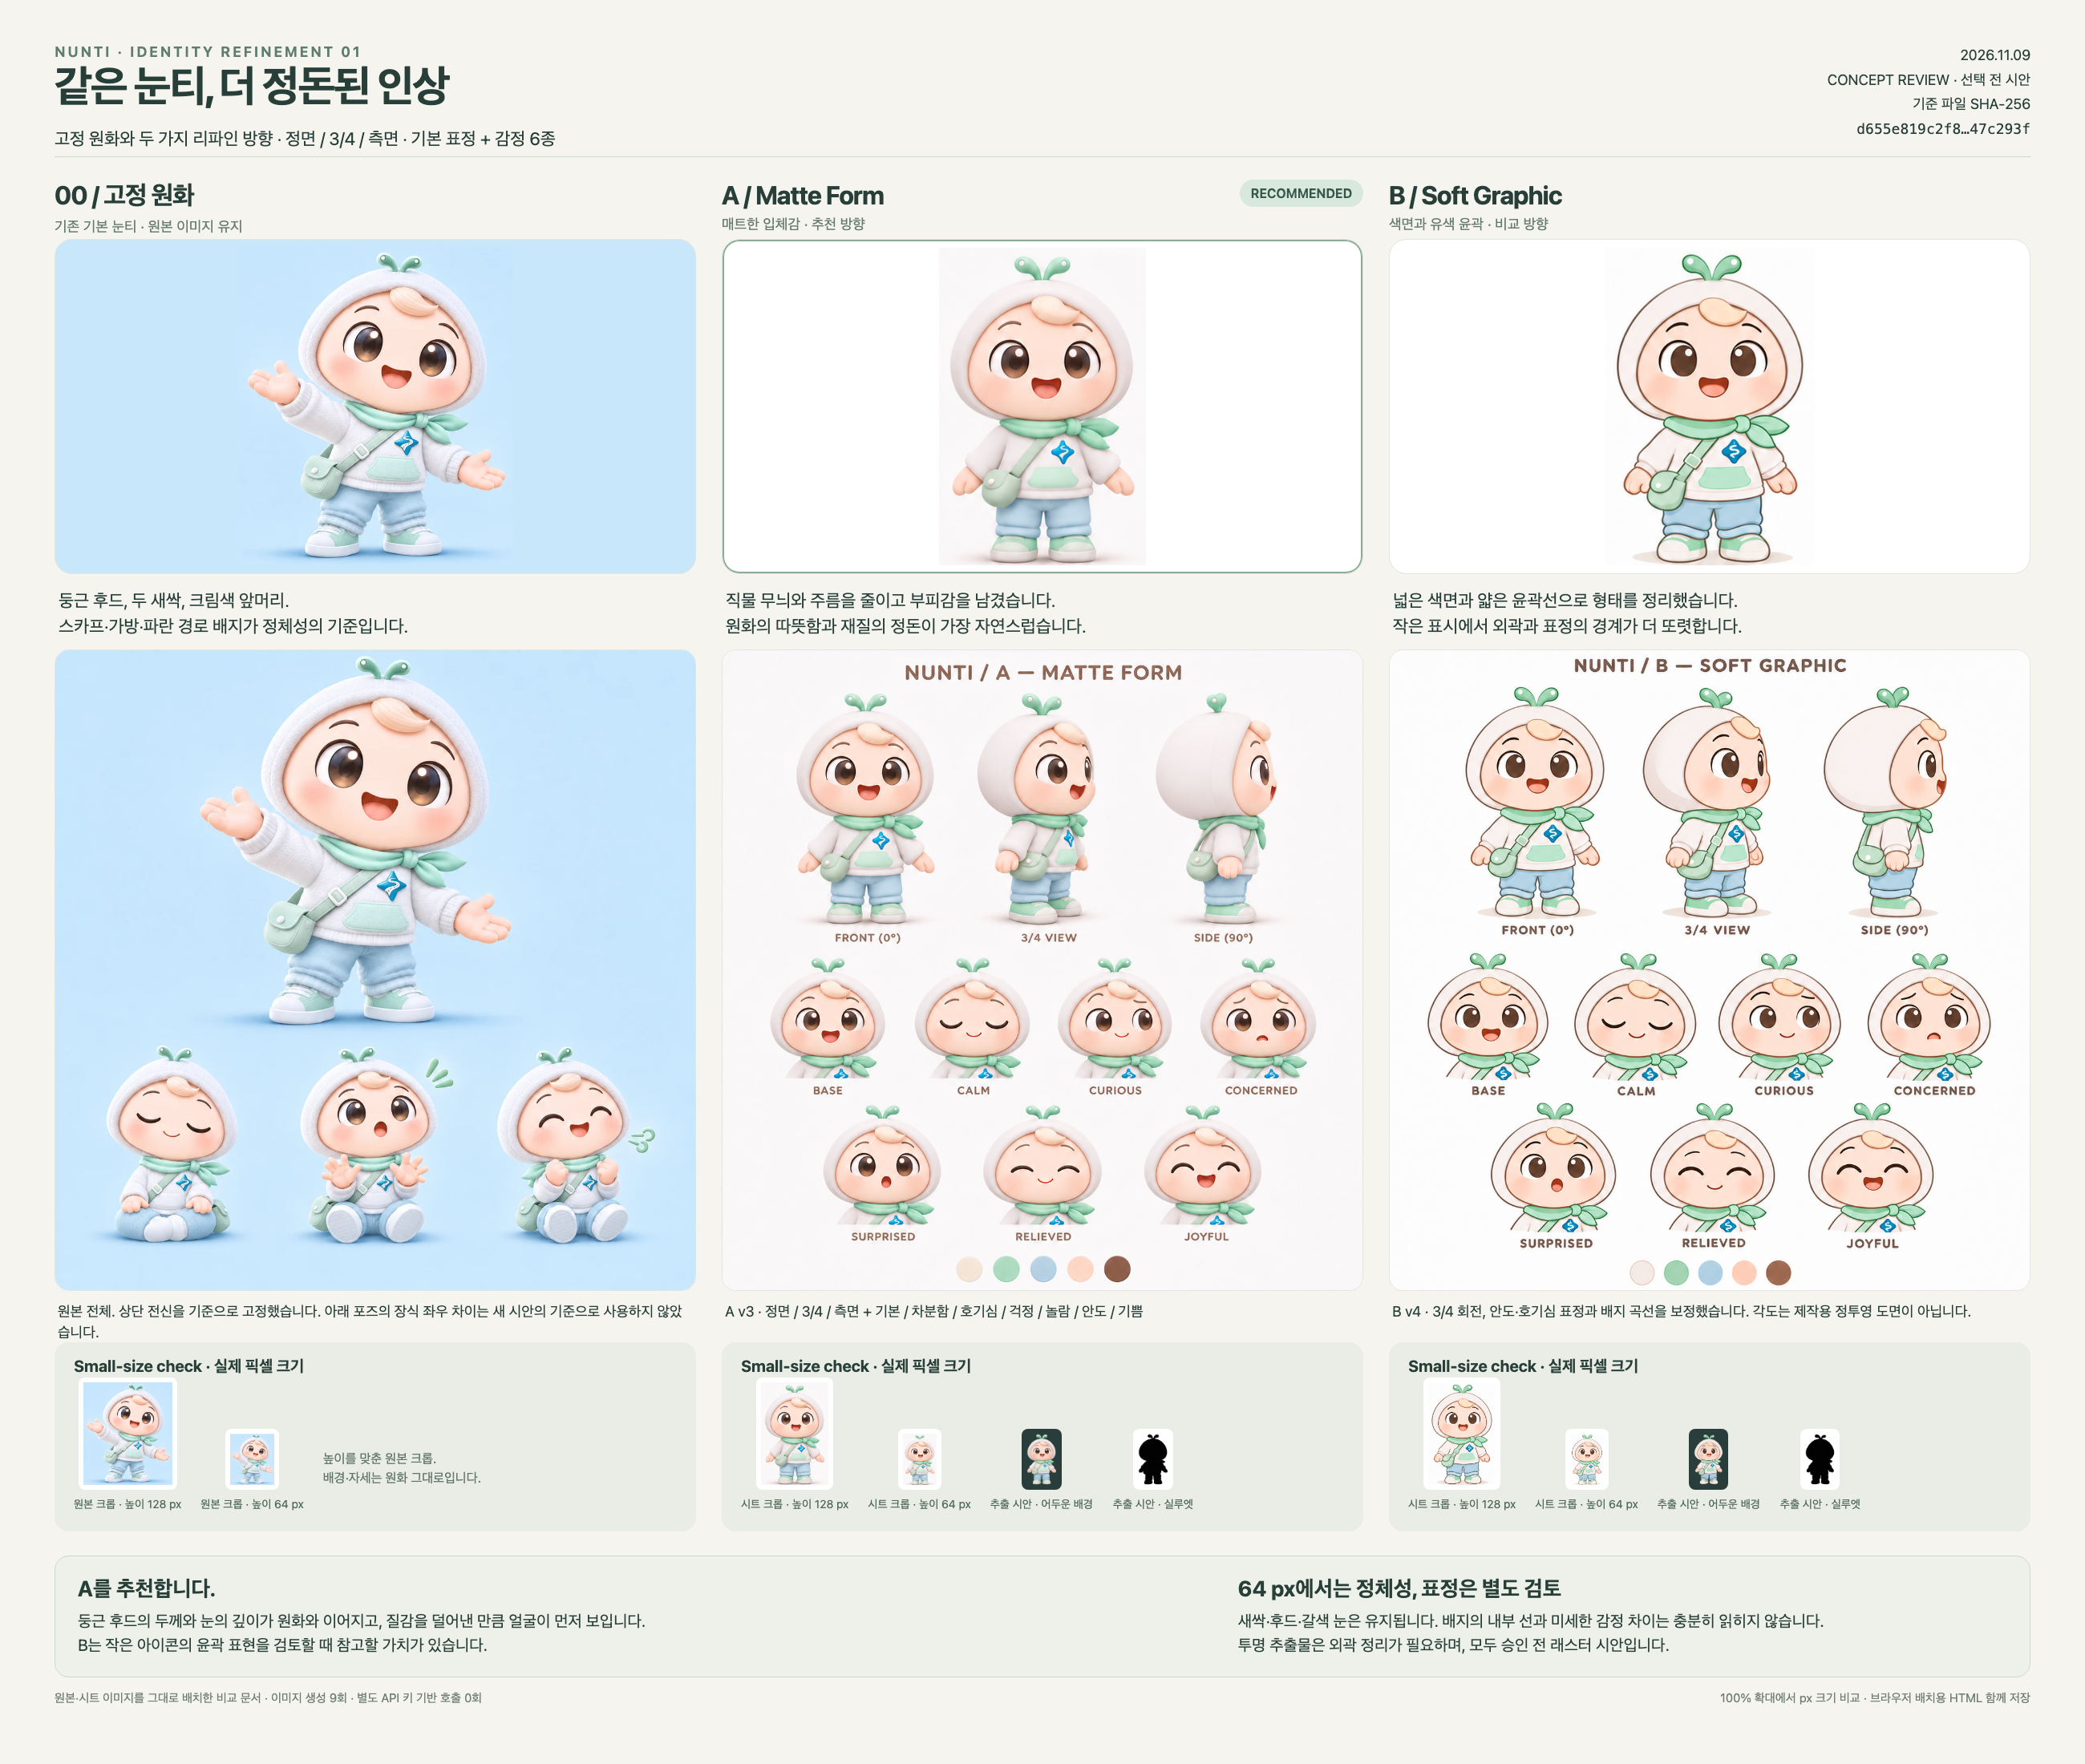 NUNTI · IDENTITY REFINEMENT 01
같은 눈티, 더 정돈된 인상
고정 원화와 두 가지 리파인 방향 · 정면 / 3/4 / 측면 · 기본 표정 + 감정 6종
2026.11.09
CONCEPT REVIEW · 선택 전 시안
기준 파일 SHA-256
d655e819c2f8…47c293f
00 / 고정 원화
기존 기본 눈티 · 원본 이미지 유지
둥근 후드, 두 새싹, 크림색 앞머리.
스카프·가방·파란 경로 배지가 정체성의 기준입니다.
원본 전체. 상단 전신을 기준으로 고정했습니다. 아래 포즈의 장식 좌우 차이는 새 시안의 기준으로 사용하지 않았
습니다.
Small-size check · 실제 픽셀 크기
높이를 맞춘 원본 크롭.
배경·자세는 원화 그대로입니다.
원본 크롭 · 높이 128 px
원본 크롭 · 높이 64 px
A / Matte Form
RECOMMENDED
매트한 입체감 · 추천 방향
직물 무늬와 주름을 줄이고 부피감을 남겼습니다.
원화의 따뜻함과 재질의 정돈이 가장 자연스럽습니다.
NUNTI / A — MATTE FORM
FRONT (0°)
3/4 VIEW
SIDE (90°)
BASE
CALM
CURIOUS
CONCERNED
SURPRISED
RELIEVED
JOYFUL
A v3 · 정면 / 3/4 / 측면 + 기본 / 차분함 / 호기심 / 걱정 / 놀람 / 안도 / 기쁨
Small-size check · 실제 픽셀 크기
시트 크롭 · 높이 128 px
시트 크롭 · 높이 64 px
추출 시안 · 어두운 배경
추출 시안 · 실루엣
B / Soft Graphic
색면과 유색 윤곽 · 비교 방향
넓은 색면과 얇은 윤곽선으로 형태를 정리했습니다.
작은 표시에서 외곽과 표정의 경계가 더 또렷합니다.
NUNTI / B — SOFT GRAPHIC
FRONT (0°)
3/4 VIEW
SIDE (90°)
BASE
CALM
CURIOUS
CONCERNED
SURPRISED
RELIEVED
JOYFUL
B v4 · 3/4 회전, 안도·호기심 표정과 배지 곡선을 보정했습니다. 각도는 제작용 정투영 도면이 아닙니다.
Small-size check · 실제 픽셀 크기
시트 크롭 · 높이 128 px
시트 크롭 · 높이 64 px
추출 시안 · 어두운 배경
추출 시안 · 실루엣
A를 추천합니다.
둥근 후드의 두께와 눈의 깊이가 원화와 이어지고, 질감을 덜어낸 만큼 얼굴이 먼저 보입니다.
B는 작은 아이콘의 윤곽 표현을 검토할 때 참고할 가치가 있습니다.
64 px에서는 정체성, 표정은 별도 검토
새싹·후드·갈색 눈은 유지됩니다. 배지의 내부 선과 미세한 감정 차이는 충분히 읽히지 않습니다.
투명 추출물은 외곽 정리가 필요하며, 모두 승인 전 래스터 시안입니다.
원본·시트 이미지를 그대로 배치한 비교 문서 · 이미지 생성 9회 · 별도 API 키 기반 호출 0회
100% 확대에서 px 크기 비교 · 브라우저 배치용 HTML 함께 저장